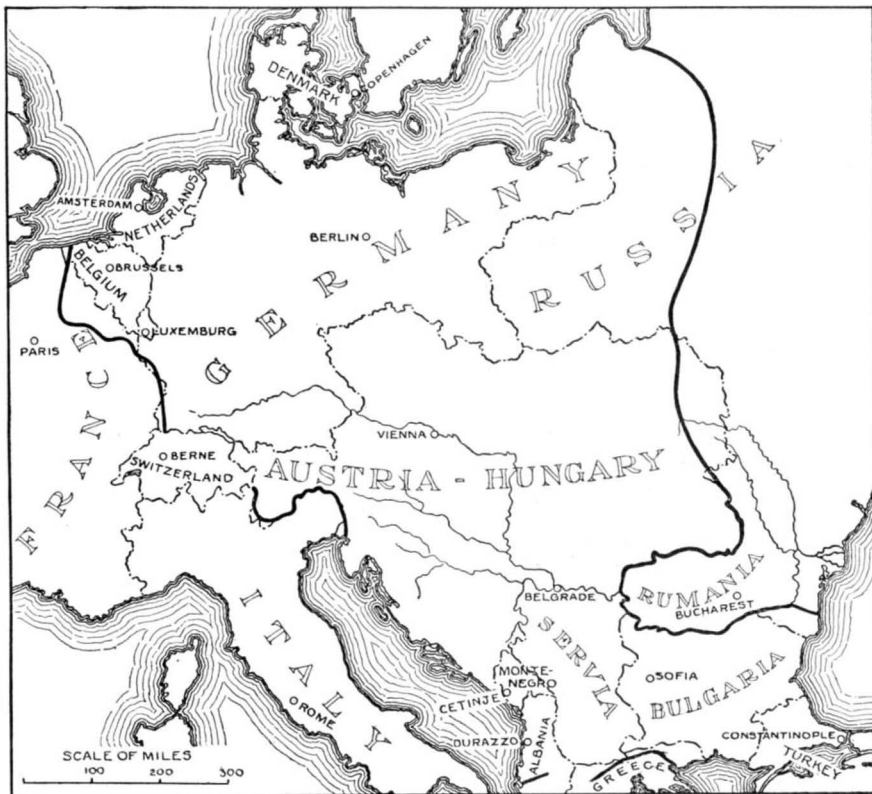 DENMARK
COPENHAGEN
AMSTERDAM
NETHERLANDS
GERMANY
BERLIN
RUSSIA
BELGIUM
BRUSSELS
LUXEMBURG
PARIS
FRANCE
VIENNA
BERNE
SWITZERLAND
AUSTRIA - HUNGARY
BELGRADE
RUMANIA
BUCHAREST
ITALY
SERVIA
MONTE-
NEGRO
CETINJE
SOFIA
BULGARIA
ROME
DURAZZO
ALBANIA
CONSTANTINOPLE
TURKEY
GREECE
SCALE OF MILES
100 200 300